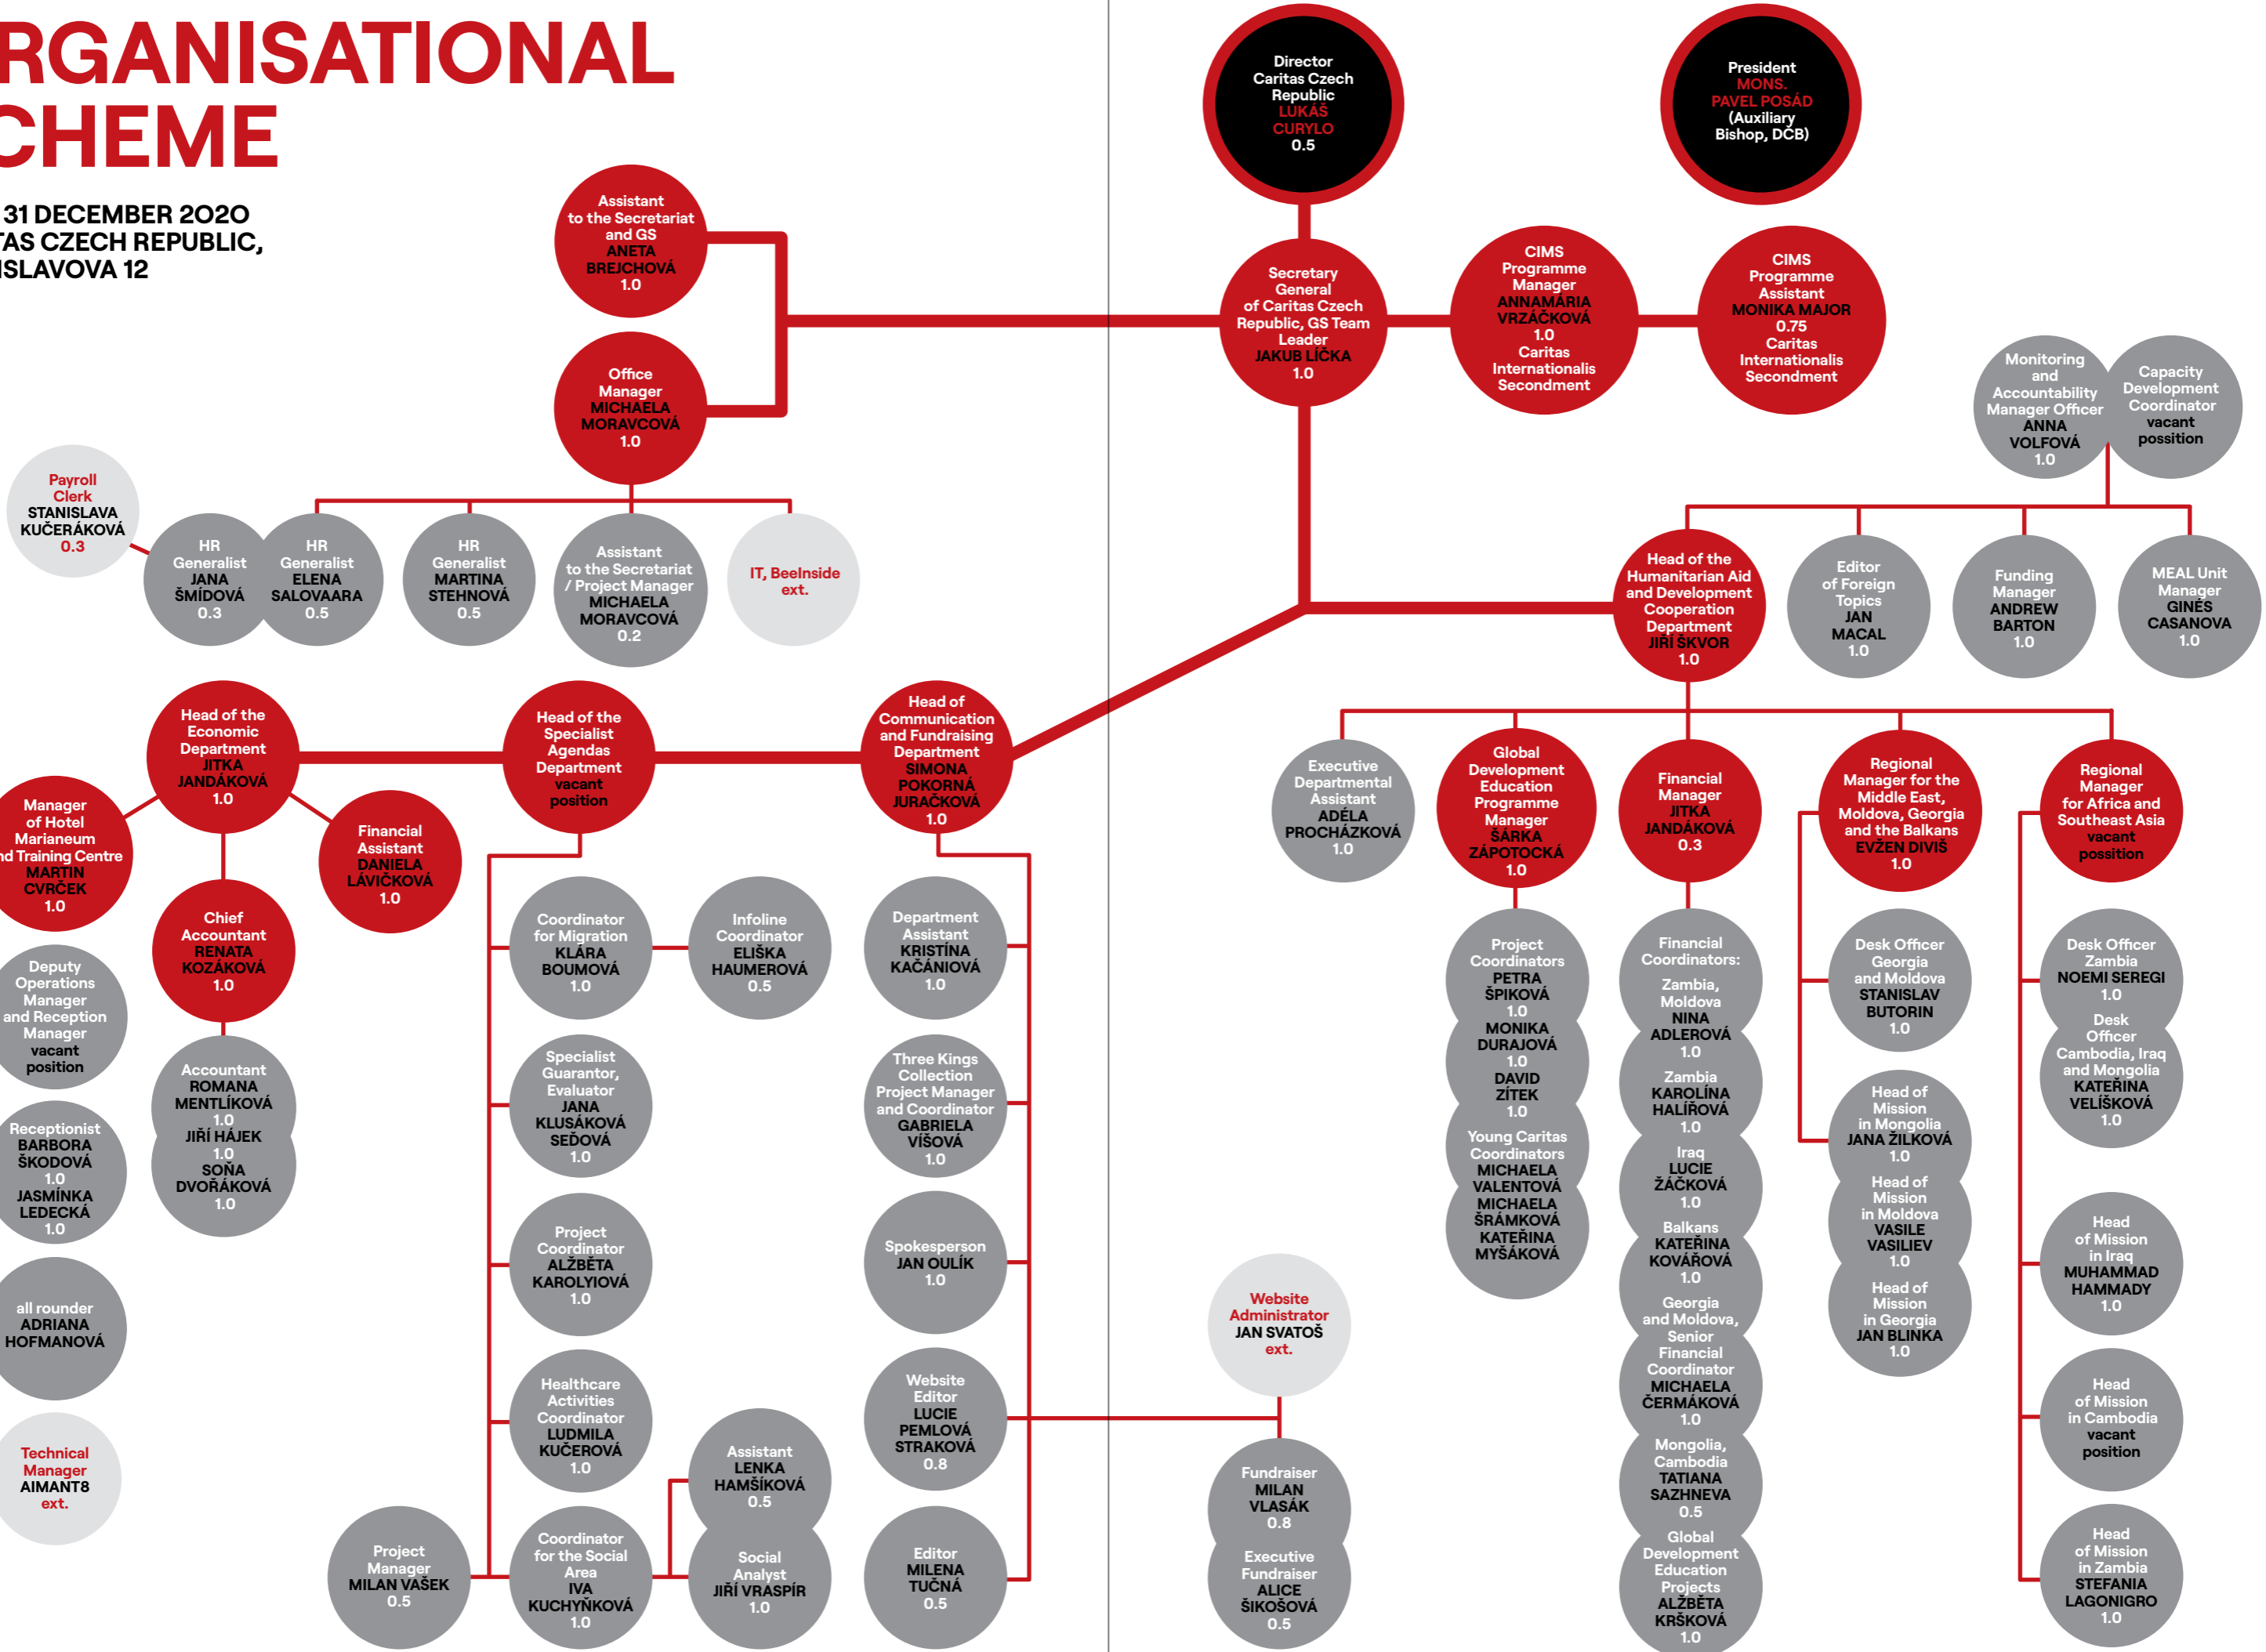 RGANISATIONAL
CHEME
31 DECEMBER 2020
TAS CZECH REPUBLIC,
ISLAVOVA 12
Director
Caritas Czech
Republic
LUKÁŠ
CURYLO
0.5
President
MONS.
PAVEL POSÁD
(Auxiliary
Bishop, DČB)
Assistant
to the Secretariat
and GS
ANETA
BREJCHOVÁ
1.0
Office
Manager
MICHAELA
MORAVCOVÁ
1.0
Secretary
General
of Caritas Czech
Republic, GS Team
Leader
JAKUB LÍČKA
1.0
CIMS
Programme
Manager
ANNAMÁRIA
VRZÁČKOVÁ
1.0
Caritas
Internationalis
Secondment
CIMS
Programme
Assistant
MONIKA MAJOR
0.75
Caritas
Internationalis
Secondment
Monitoring
and
Accountability
Manager Officer
ANNA
VOLFOVÁ
1.0
Capacity
Development
Coordinator
vacant
possition
Payroll
Clerk
STANISLAVA
KUČERÁKOVÁ
0.3
HR
Generalist
JANA
ŠMÍDOVÁ
0.3
HR
Generalist
ELENA
SALOVAARA
0.5
HR
Generalist
MARTINA
STEHNOVÁ
0.5
Assistant
to the Secretariat
/ Project Manager
MICHAELA
MORAVCOVÁ
0.2
IT, BeeInside
ext.
Head of the
Humanitarian Aid
and Development
Cooperation
Department
JIŘÍ ŠKVOR
1.0
Editor
of Foreign
Topics
JAN
MACAL
1.0
Funding
Manager
ANDREW
BARTON
1.0
MEAL Unit
Manager
GINÉS
CASANOVA
1.0
Head of the
Economic
Department
JITKA
JANDÁKOVÁ
1.0
Head of the
Specialist
Agendas
Department
vacant
position
Head of
Communication
and Fundraising
Department
SIMONA
POKORNÁ
JURAČKOVÁ
1.0
Manager
of Hotel
Marianeum
nd Training Centre
MARTIN
CVRČEK
1.0
Financial
Assistant
DANIELA
LÁVIČKOVÁ
1.0
Chief
Accountant
RENATA
KOZÁKOVÁ
1.0
Deputy
Operations
Manager
and Reception
Manager
vacant
position
Accountant
ROMANA
MENTLÍKOVÁ
1.0
JIŘÍ HÁJEK
1.0
SOŇA
DVOŘÁKOVÁ
1.0
Receptionist
BARBORA
ŠKODOVÁ
1.0
JASMÍNKA
LEDECKÁ
1.0
all rounder
ADRIANA
HOFMANOVÁ
Technical
Manager
AIMANT8
ext.
Coordinator
for Migration
KLÁRA
BOUMOVÁ
1.0
Infoline
Coordinator
ELIŠKA
HAUMEROVÁ
0.5
Specialist
Guarantor,
Evaluator
JANA
KLUSÁKOVÁ
SEĎOVÁ
1.0
Project
Coordinator
ALŽBĚTA
KAROLYIOVÁ
1.0
Healthcare
Activities
Coordinator
LUDMILA
KUČEROVÁ
1.0
Project
Manager
MILAN VAŠEK
0.5
Coordinator
for the Social
Area
IVA
KUCHYŇKOVÁ
1.0
Assistant
LENKA
HAMŠÍKOVÁ
0.5
Social
Analyst
JIŘÍ VRASPÍR
1.0
Department
Assistant
KRISTÍNA
KAČÁNIOVÁ
1.0
Three Kings
Collection
Project Manager
and Coordinator
GABRIELA
VÍŠOVÁ
1.0
Spokesperson
JAN OULÍK
1.0
Website
Editor
LUCIE
PEMLOVÁ
STRAKOVÁ
0.8
Editor
MILENA
TUČNÁ
0.5
Website
Administrator
JAN SVATOŠ
ext.
Fundraiser
MILAN
VLASÁK
0.8
Executive
Fundraiser
ALICE
ŠIKOŠOVÁ
0.5
Executive
Departmental
Assistant
ADÉLA
PROCHÁZKOVÁ
1.0
Global
Development
Education
Programme
Manager
ŠÁRKA
ZÁPOTOCKÁ
1.0
Financial
Manager
JITKA
JANDÁKOVÁ
0.3
Regional
Manager for the
Middle East,
Moldova, Georgia
and the Balkans
EVŽEN DIVIŠ
1.0
Regional
Manager
for Africa and
Southeast Asia
vacant
possition
Project
Coordinators
PETRA
ŠPIKOVÁ
1.0
MONIKA
DURAJOVÁ
1.0
DAVID
ZÍTEK
1.0
Young Caritas
Coordinators
MICHAELA
VALENTOVÁ
MICHAELA
ŠRÁMKOVÁ
KATEŘINA
MYŠÁKOVÁ
Financial
Coordinators:
Zambia,
Moldova
NINA
ADLEROVÁ
1.0
Zambia
KAROLÍNA
HALÍŘOVÁ
1.0
Iraq
LUCIE
ŽÁČKOVÁ
1.0
Balkans
KATEŘINA
KOVÁŘOVÁ
1.0
Georgia
and Moldova,
Senior
Financial
Coordinator
MICHAELA
ČERMÁKOVÁ
1.0
Mongolia,
Cambodia
TATIANA
SAZHNEVA
0.5
Global
Development
Education
Projects
ALŽBĚTA
KRŠKOVÁ
1.0
Desk Officer
Georgia
and Moldova
STANISLAV
BUTORIN
1.0
Head of
Mission
in Mongolia
JANA ŽILKOVÁ
1.0
Head of
Mission
in Moldova
VASILE
VASILIEV
1.0
Head of
Mission
in Georgia
JAN BLINKA
1.0
Desk Officer
Zambia
NOEMI SEREGI
1.0
Desk
Officer
Cambodia, Iraq
and Mongolia
KATEŘINA
VELÍŠKOVÁ
1.0
Head
of Mission
in Iraq
MUHAMMAD
HAMMADY
1.0
Head
of Mission
in Cambodia
vacant
position
Head
of Mission
in Zambia
STEFANIA
LAGONIGRO
1.0